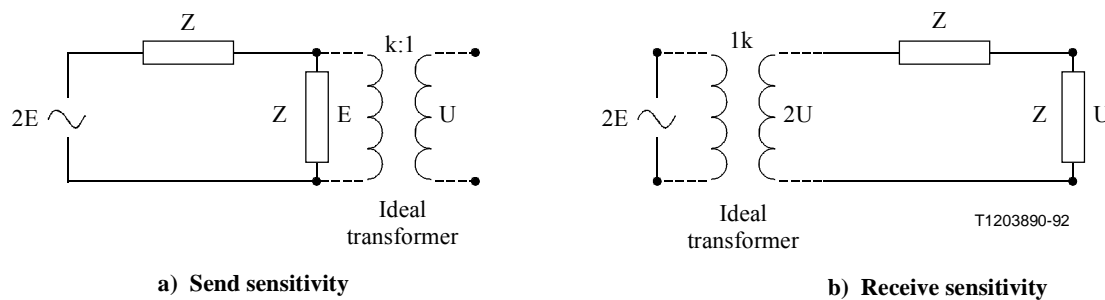 Z
k:1
2E
Z
E
U
Ideal
transformer
a) Send sensitivity
1k
Z
2E
2U
Z
U
Ideal
transformer
T1203890-92
b) Receive sensitivity